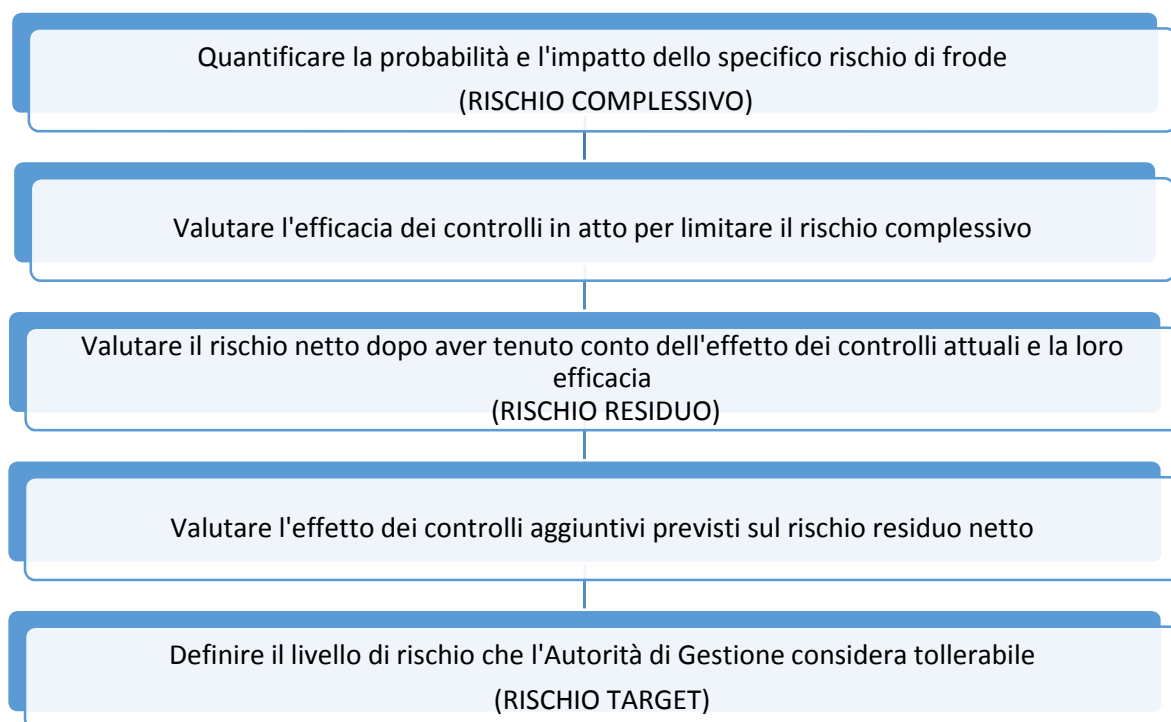 Quantificare la probabilità e l'impatto dello specifico rischio di frode
(RISCHIO COMPLESSIVO)
Valutare l'efficacia dei controlli in atto per limitare il rischio complessivo
Valutare il rischio netto dopo aver tenuto conto dell'effetto dei controlli attuali e la loro
efficacia
(RISCHIO RESIDUO)
Valutare l'effetto dei controlli aggiuntivi previsti sul rischio residuo netto
Definire il livello di rischio che l'Autorità di Gestione considera tollerabile
(RISCHIO TARGET)